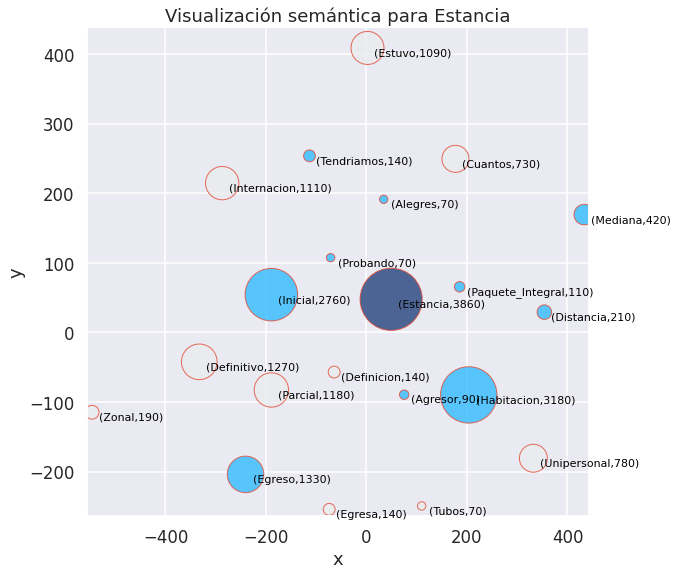 Visualización semántica para Estancia
400
(Estuvo,1090)
300
(Tendriamos,140)
(Cuantos,730)
(Internacion,1110)
200
(Alegres,70)
(Mediana,420)
100
(Probando,70)
(Paquete_Integral,110)
(Inicial,2760)
(Estancia,3860)
(Distancia,210)
y
0
(Definitivo,1270)
(Definicion,140)
(Parcial,1180)
(Agresor,90)
(Habitacion,3180)
−100
(Zonal,190)
(Unipersonal,780)
−200
(Egreso,1330)
(Egresa,140)
(Tubos,70)
−400
−200
0
200
400
x